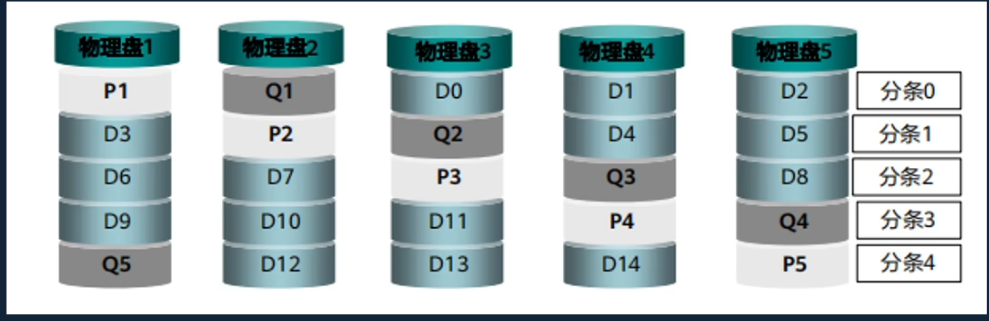 物理盘1 物理盘2 物理盘3 物理盘4 物理盘5
P1 Q1 D0 D1 D2 分条0
D3 P2 Q2 D4 D5 分条1
D6 D7 P3 Q3 D8 分条2
D9 D10 D11 P4 Q4 分条3
Q5 D12 D13 D14 P5 分条4